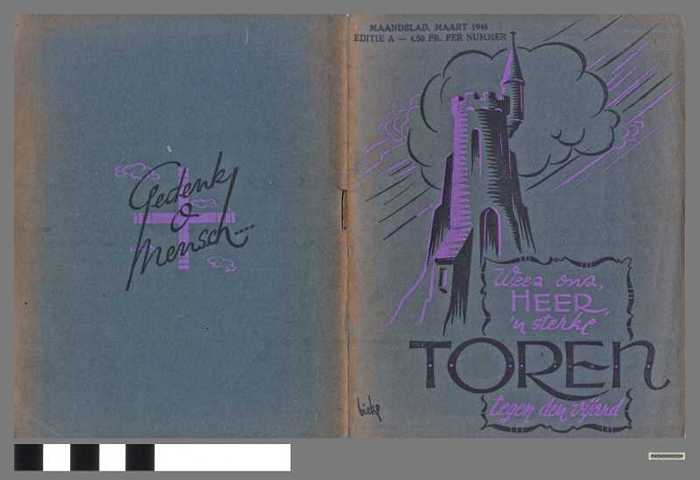 Gedenk
O
Mensch....
MAANDBLAD. MAART 1946
EDITIE A — 4.50 FR. PER NUMMER
Wees ons,
HEER,
'n sterke
TOREN
tegen den vijand